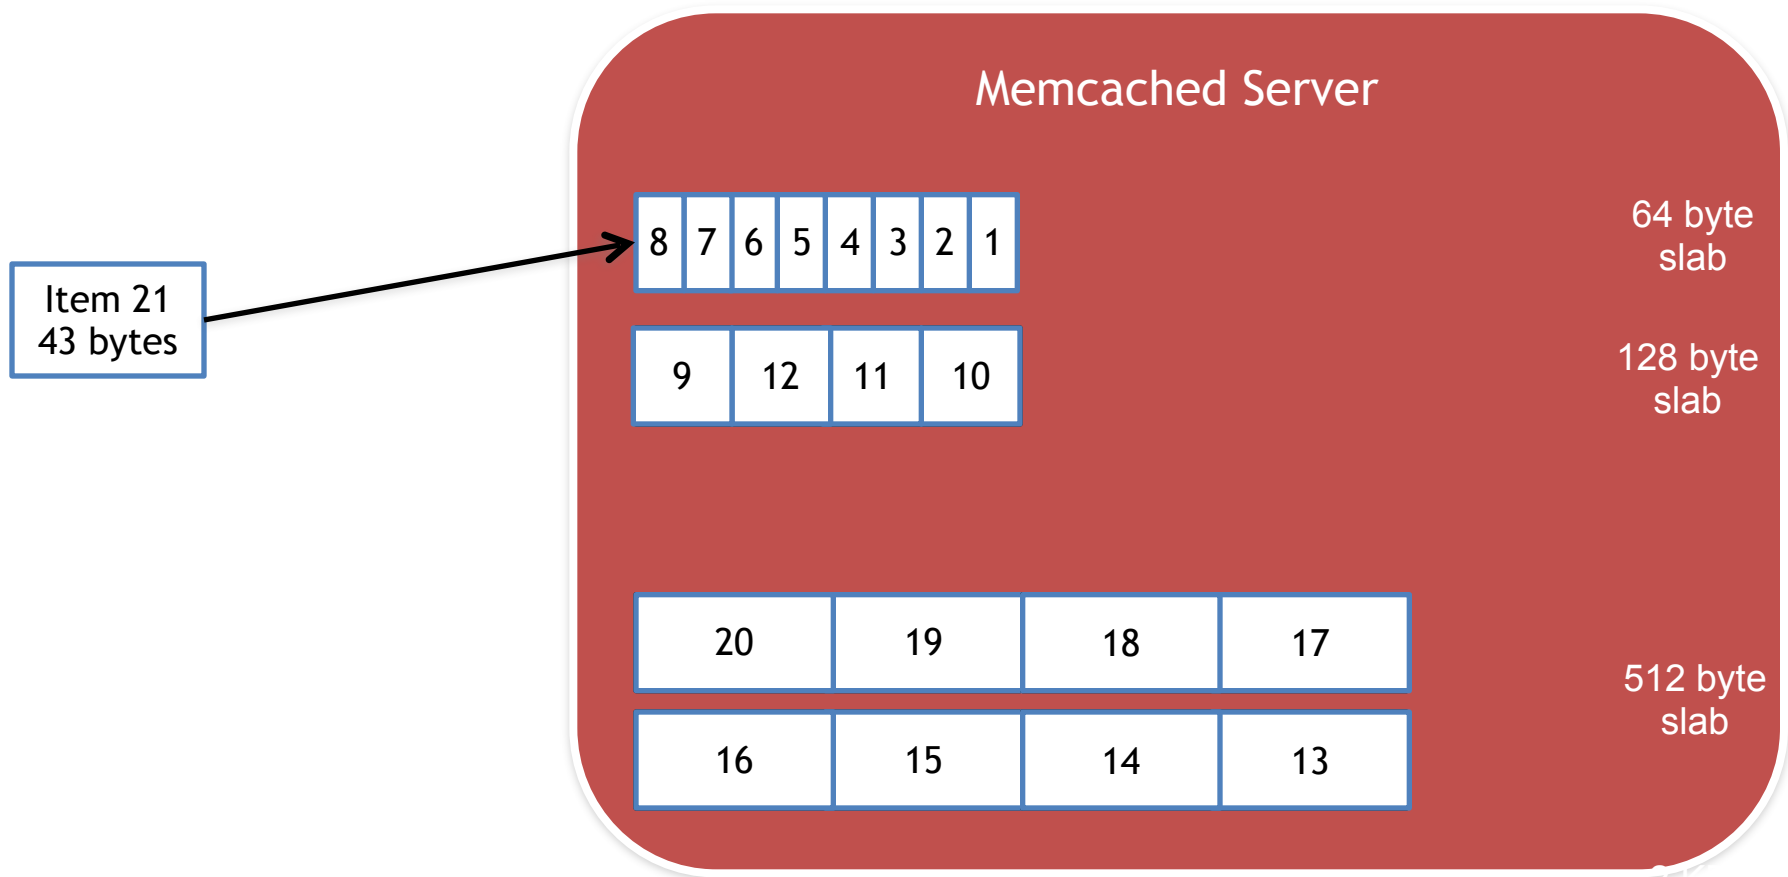 Memcached Server
8 7 6 5 4 3 2 1
64 byte
slab
Item 21
43 bytes
9 12 11 10
128 byte
slab
20 19 18 17
512 byte
slab
16 15 14 13